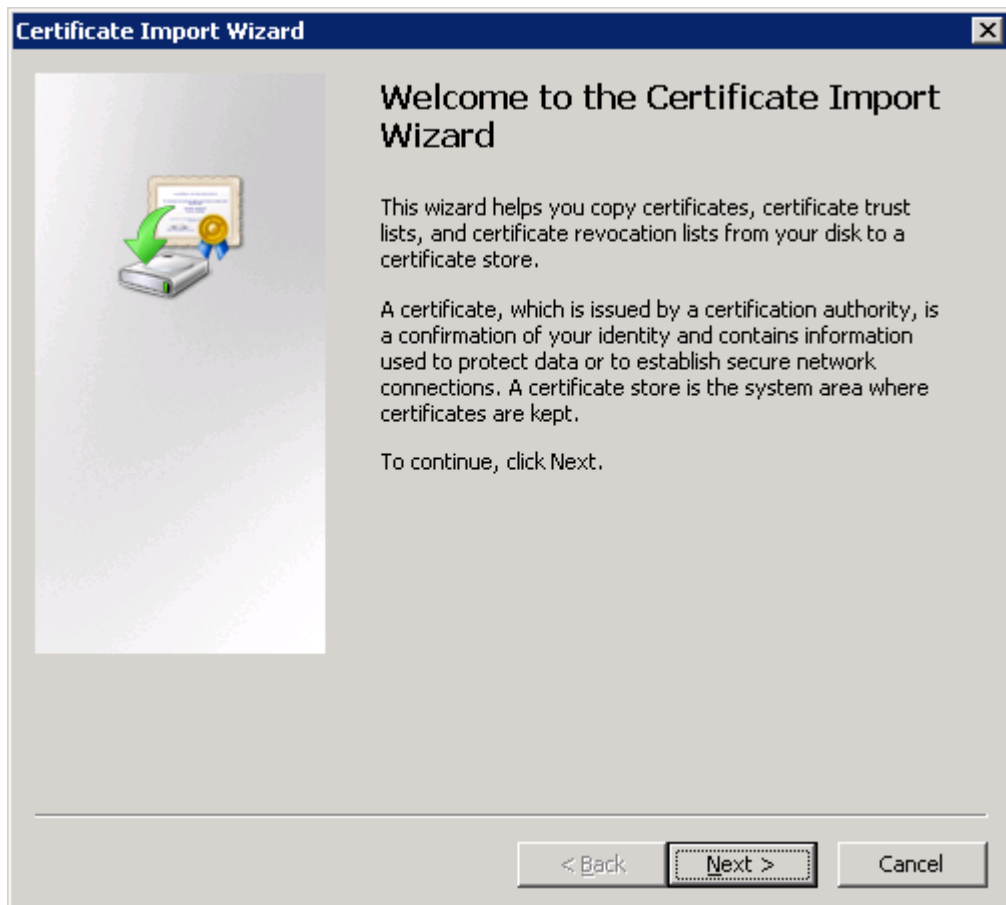 Certificate Import Wizard
Welcome to the Certificate Import
Wizard
This wizard helps you copy certificates, certificate trust
lists, and certificate revocation lists from your disk to a
certificate store.
A certificate, which is issued by a certification authority, is
a confirmation of your identity and contains information
used to protect data or to establish secure network
connections. A certificate store is the system area where
certificates are kept.
To continue, click Next.
< Back
Next >
Cancel